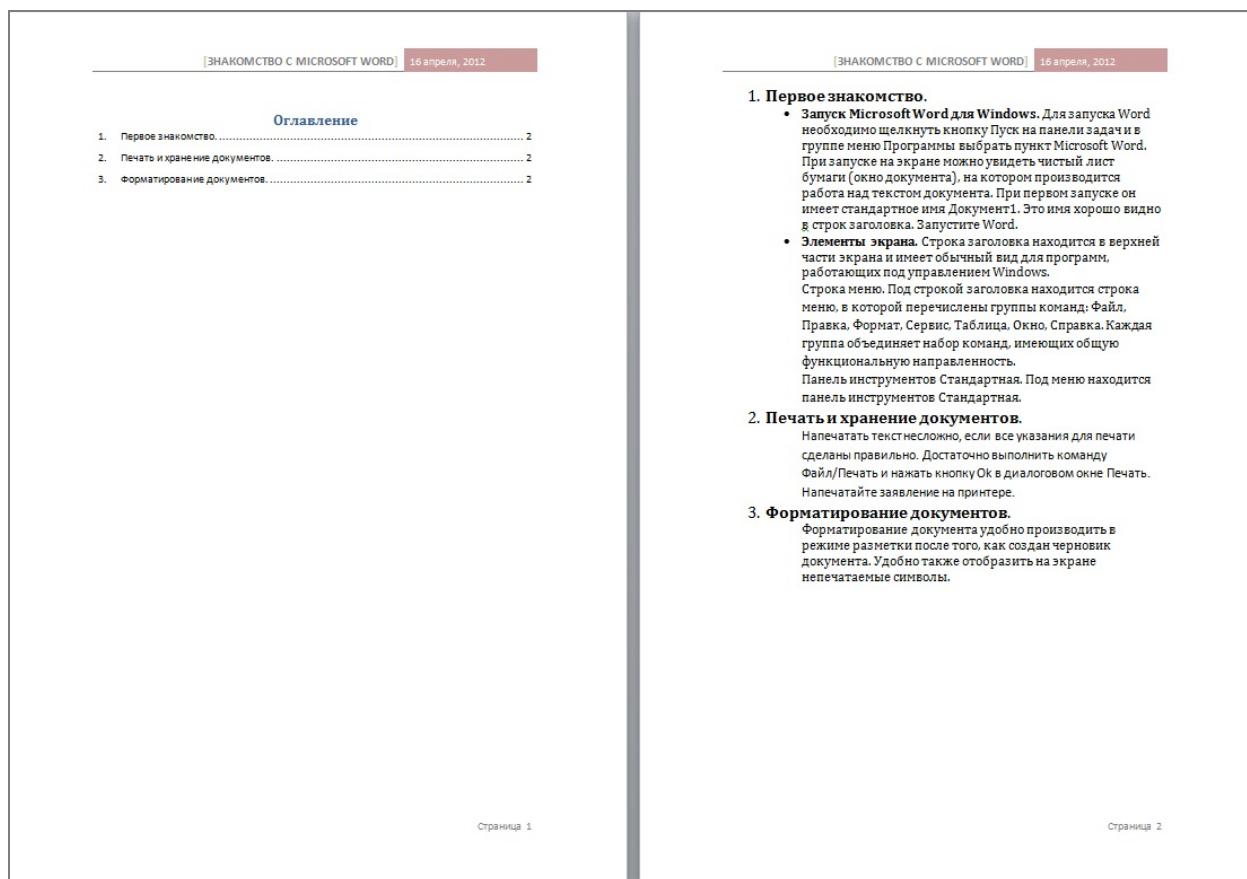 [ЗНАКОМСТВО С MICROSOFT WORD] 16 апреля, 2012
Оглавление
1. Первое знакомство. 2
2. Печать и хранение документов. 2
3. Форматирование документов. 2
Страница 1
[ЗНАКОМСТВО С MICROSOFT WORD] 16 апреля, 2012
1. Первое знакомство.
• Запуск Microsoft Word для Windows. Для запуска Word
необходимо щелкнуть кнопку Пуск на панели задач и в
группе меню Программы выбрать пункт Microsoft Word.
При запуске на экране можно увидеть чистый лист
бумаги (окно документа), на котором производится
работа над текстом документа. При первом запуске он
имеет стандартное имя Документ1. Это имя хорошо видно
в строк заголовка. Запустите Word.
• Элементы экрана. Строка заголовка находится в верхней
части экрана и имеет обычный вид для программ,
работающих под управлением Windows.
Строка меню. Под строкой заголовка находится строка
меню, в которой перечислены группы команд: Файл,
Правка, Формат, Сервис, Таблица, Окно, Справка. Каждая
группа объединяет набор команд, имеющих общую
функциональную направленность.
Панель инструментов Стандартная. Под меню находится
панель инструментов Стандартная.
2. Печать и хранение документов.
Напечатать текст несложно, если все указания для печати
сделаны правильно. Достаточно выполнить команду
Файл/Печать и нажать кнопку Ok в диалоговом окне Печать.
Напечатайте заявление на принтере.
3. Форматирование документов.
Форматирование документа удобно производить в
режиме разметки после того, как создан черновик
документа. Удобно также отобразить на экране
непечатаемые символы.
Страница 2